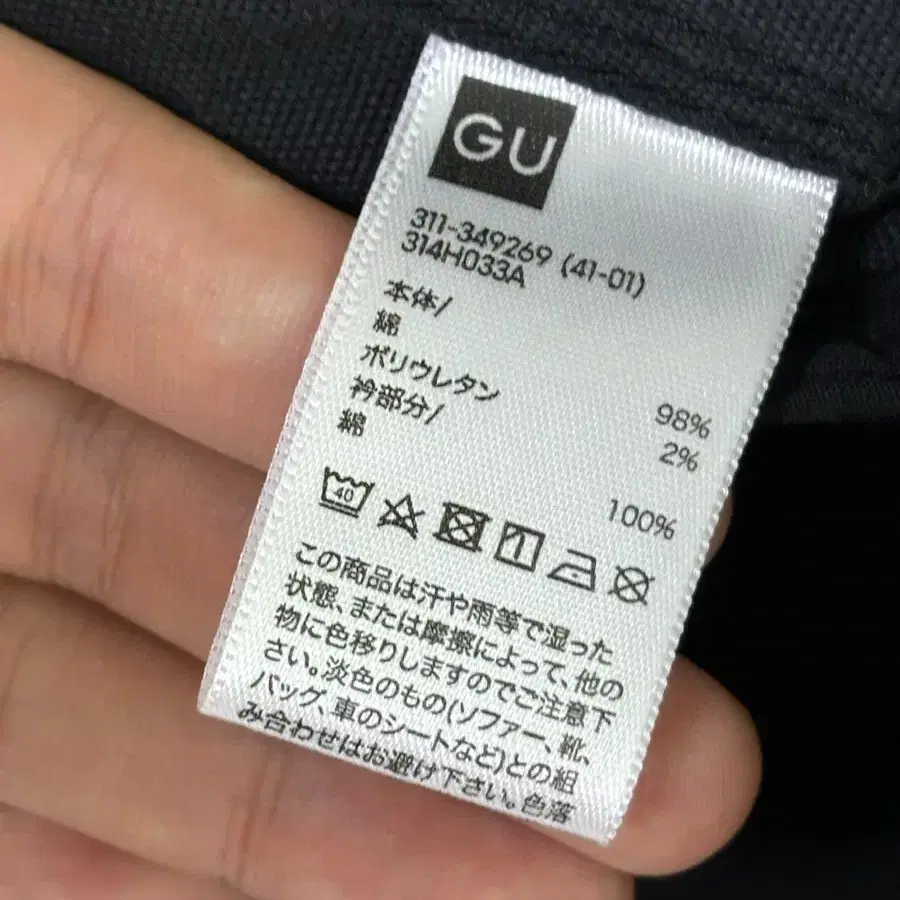 GU
311-349269 (41-01)
314H033A
本体/
綿 98%
ポリウレタン 2%
衿部分/
綿 100%
40
この商品は汗や雨等で湿った
状態、または摩擦によって、他の
物に色移りしますのでご注意下
さい。淡色のもの(ソファー、靴、
バッグ、車のシートなど)との組
み合わせはお避け下さい。色落